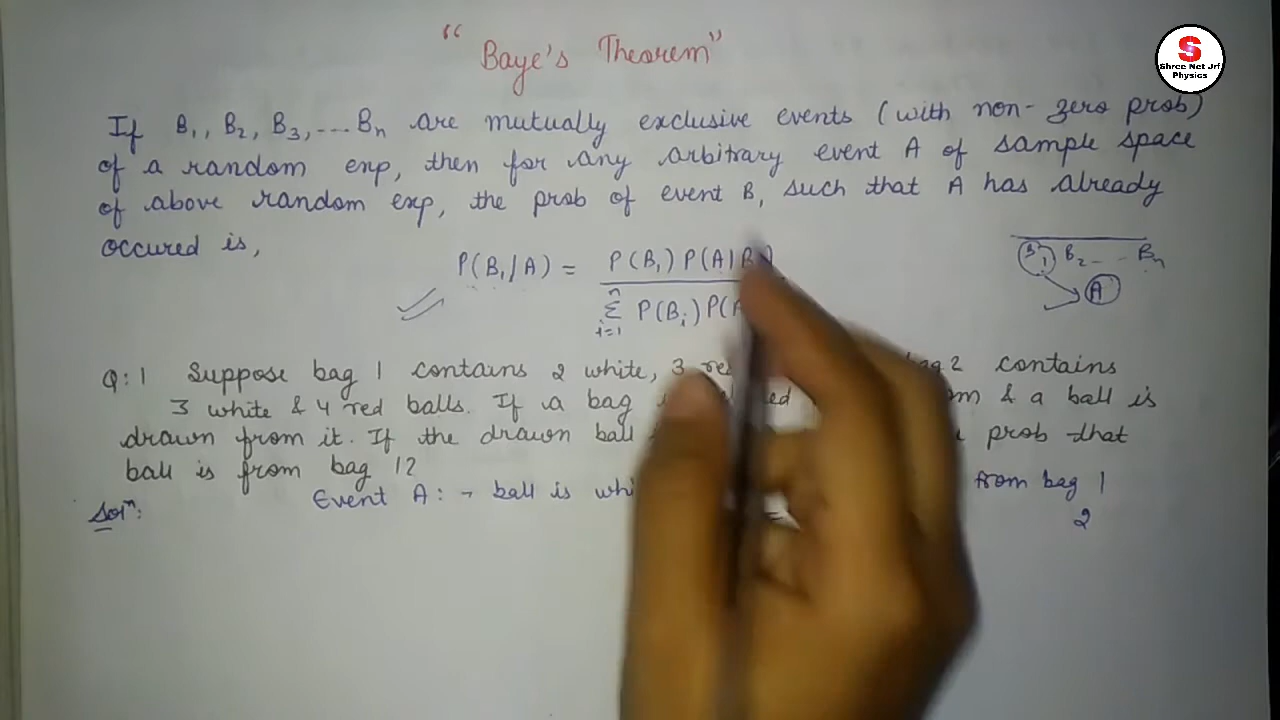 "Baye's Theorem"
S
Shree Net Jrf
Physics
If B1, B2, B3, ... Bn are mutually exclusive events (with non-zero prob)
of a random exp, then for any arbitrary event A of sample space
of above random exp, the prob of event B1 such that A has already
occured is,
P(B1/A) = P(B1) P(A|B
n
Σ P(Bi) P(A
i=1
B1 B2 - - Bn
A
Q:1 Suppose bag 1 contains 2 white, 3 bag 2 contains
3 white & 4 red balls. If a bag & a ball is
drawn from it. If the drawn ball prob that
ball is from bag 1?
Soln: Event A: - ball is from bag 1
= 2